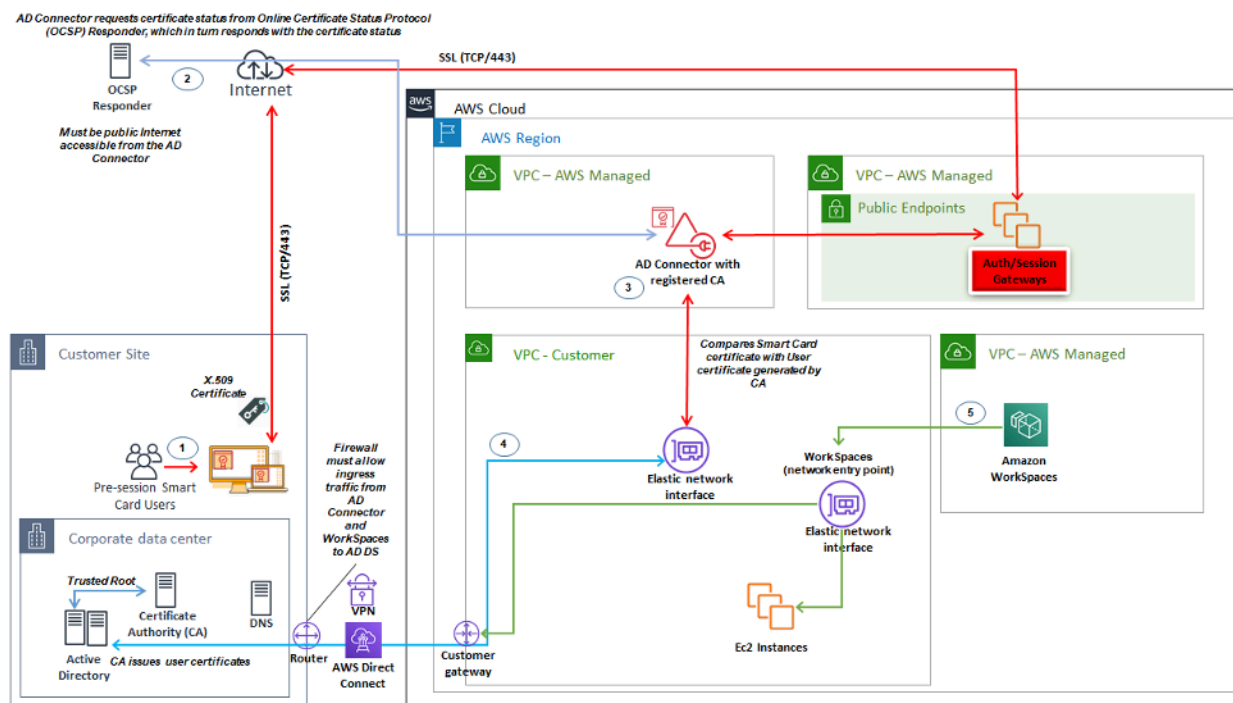 AD Connector requests certificate status from Online Certificate Status Protocol
(OCSP) Responder, which in turn responds with the certificate status
SSL (TCP/443)
2
OCSP
Responder
Internet
Must be public Internet
accessible from the AD
Connector
aws
AWS Cloud
AWS Region
VPC – AWS Managed
AD Connector with
registered CA
3
VPC – AWS Managed
Public Endpoints
Auth/Session
Gateways
SSL (TCP/443)
Compares Smart Card
certificate with User
certificate generated by
CA
Customer Site
X.509
Certificate
1
Pre-session Smart
Card Users
Firewall
must allow
ingress
traffic from
AD
Connector
and
WorkSpaces
to AD DS
VPC - Customer
4
Elastic network
interface
WorkSpaces
(network entry point)
Elastic network
interface
Ec2 Instances
VPC – AWS Managed
5
Amazon
WorkSpaces
Corporate data center
Trusted Root
Certificate
Authority (CA)
DNS
Active
Directory
CA issues user certificates
Router
VPN
AWS Direct
Connect
Customer
gateway